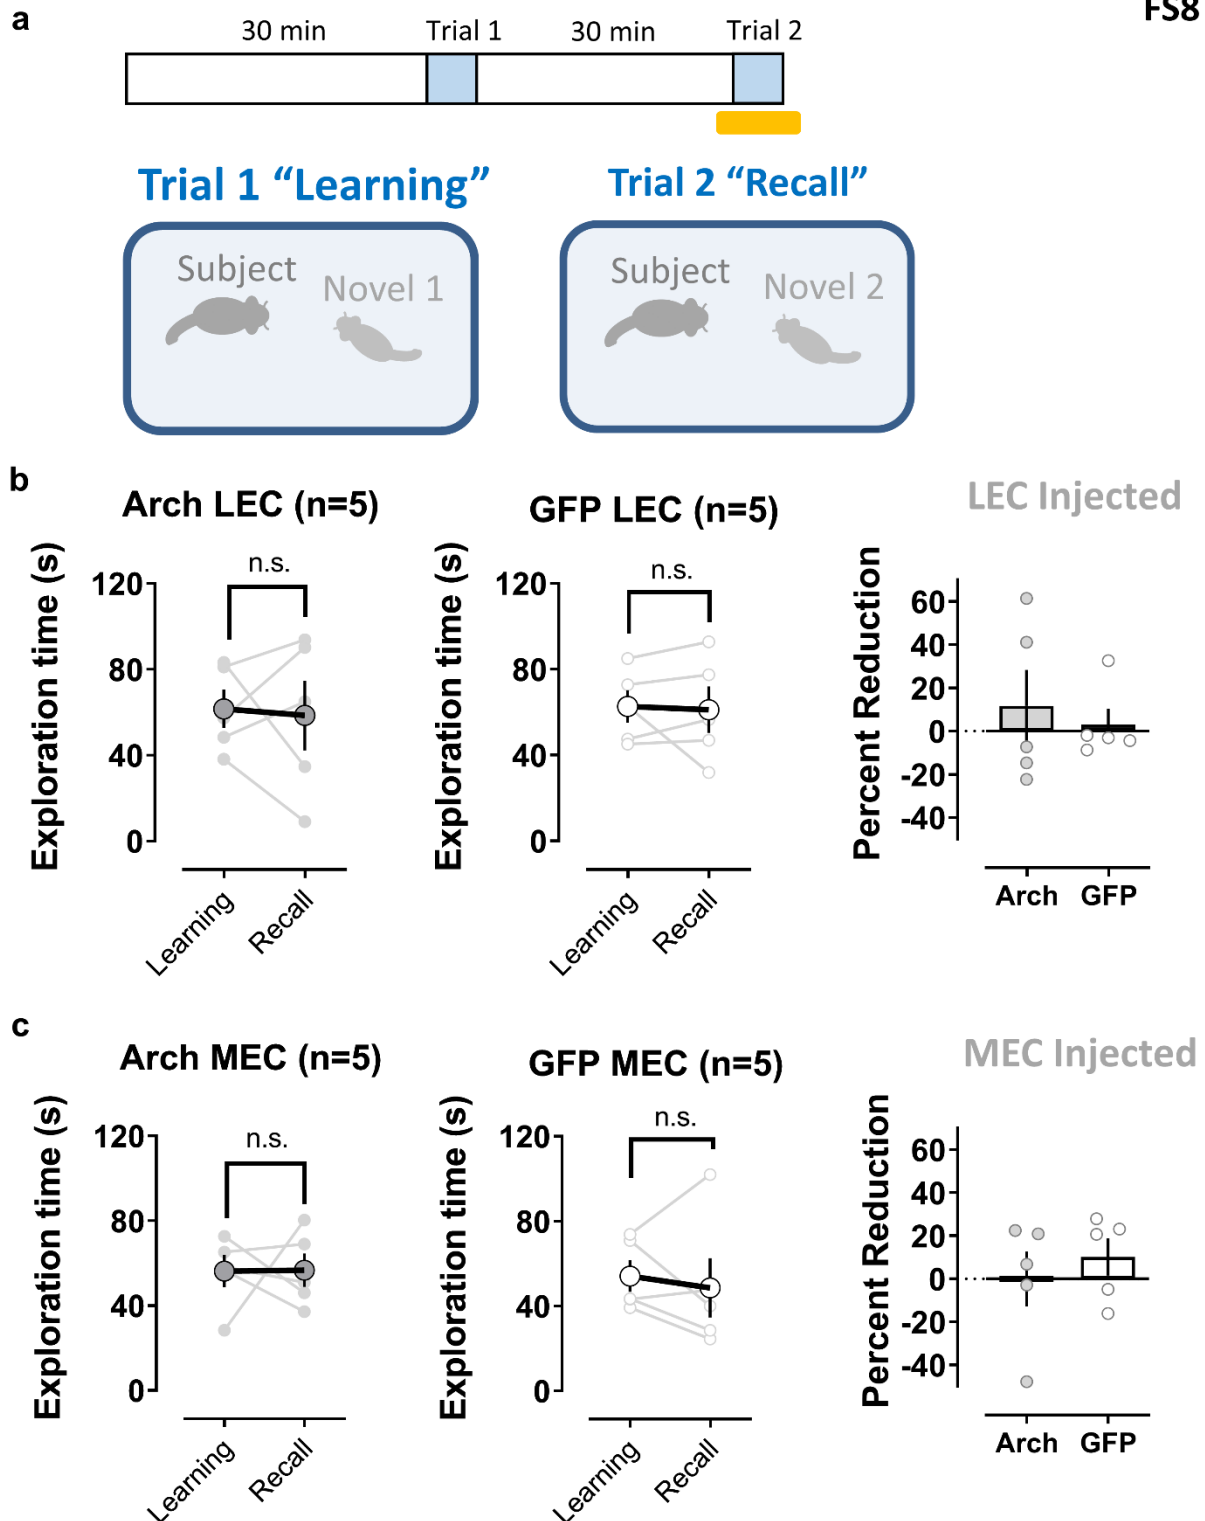 FS8
a
30 min Trial 1 30 min Trial 2
Trial 1 “Learning”
Trial 2 “Recall”
Subject
Novel 1
Subject
Novel 2
b
Arch LEC (n=5)
Exploration time (s)
n.s.
120
80
40
0
Learning
Recall
GFP LEC (n=5)
Exploration time (s)
n.s.
120
80
40
0
Learning
Recall
LEC Injected
Percent Reduction
60
40
20
0
-20
-40
Arch GFP
c
Arch MEC (n=5)
Exploration time (s)
n.s.
120
80
40
0
Learning
Recall
GFP MEC (n=5)
Exploration time (s)
n.s.
120
80
40
0
Learning
Recall
MEC Injected
Percent Reduction
60
40
20
0
-20
-40
Arch GFP